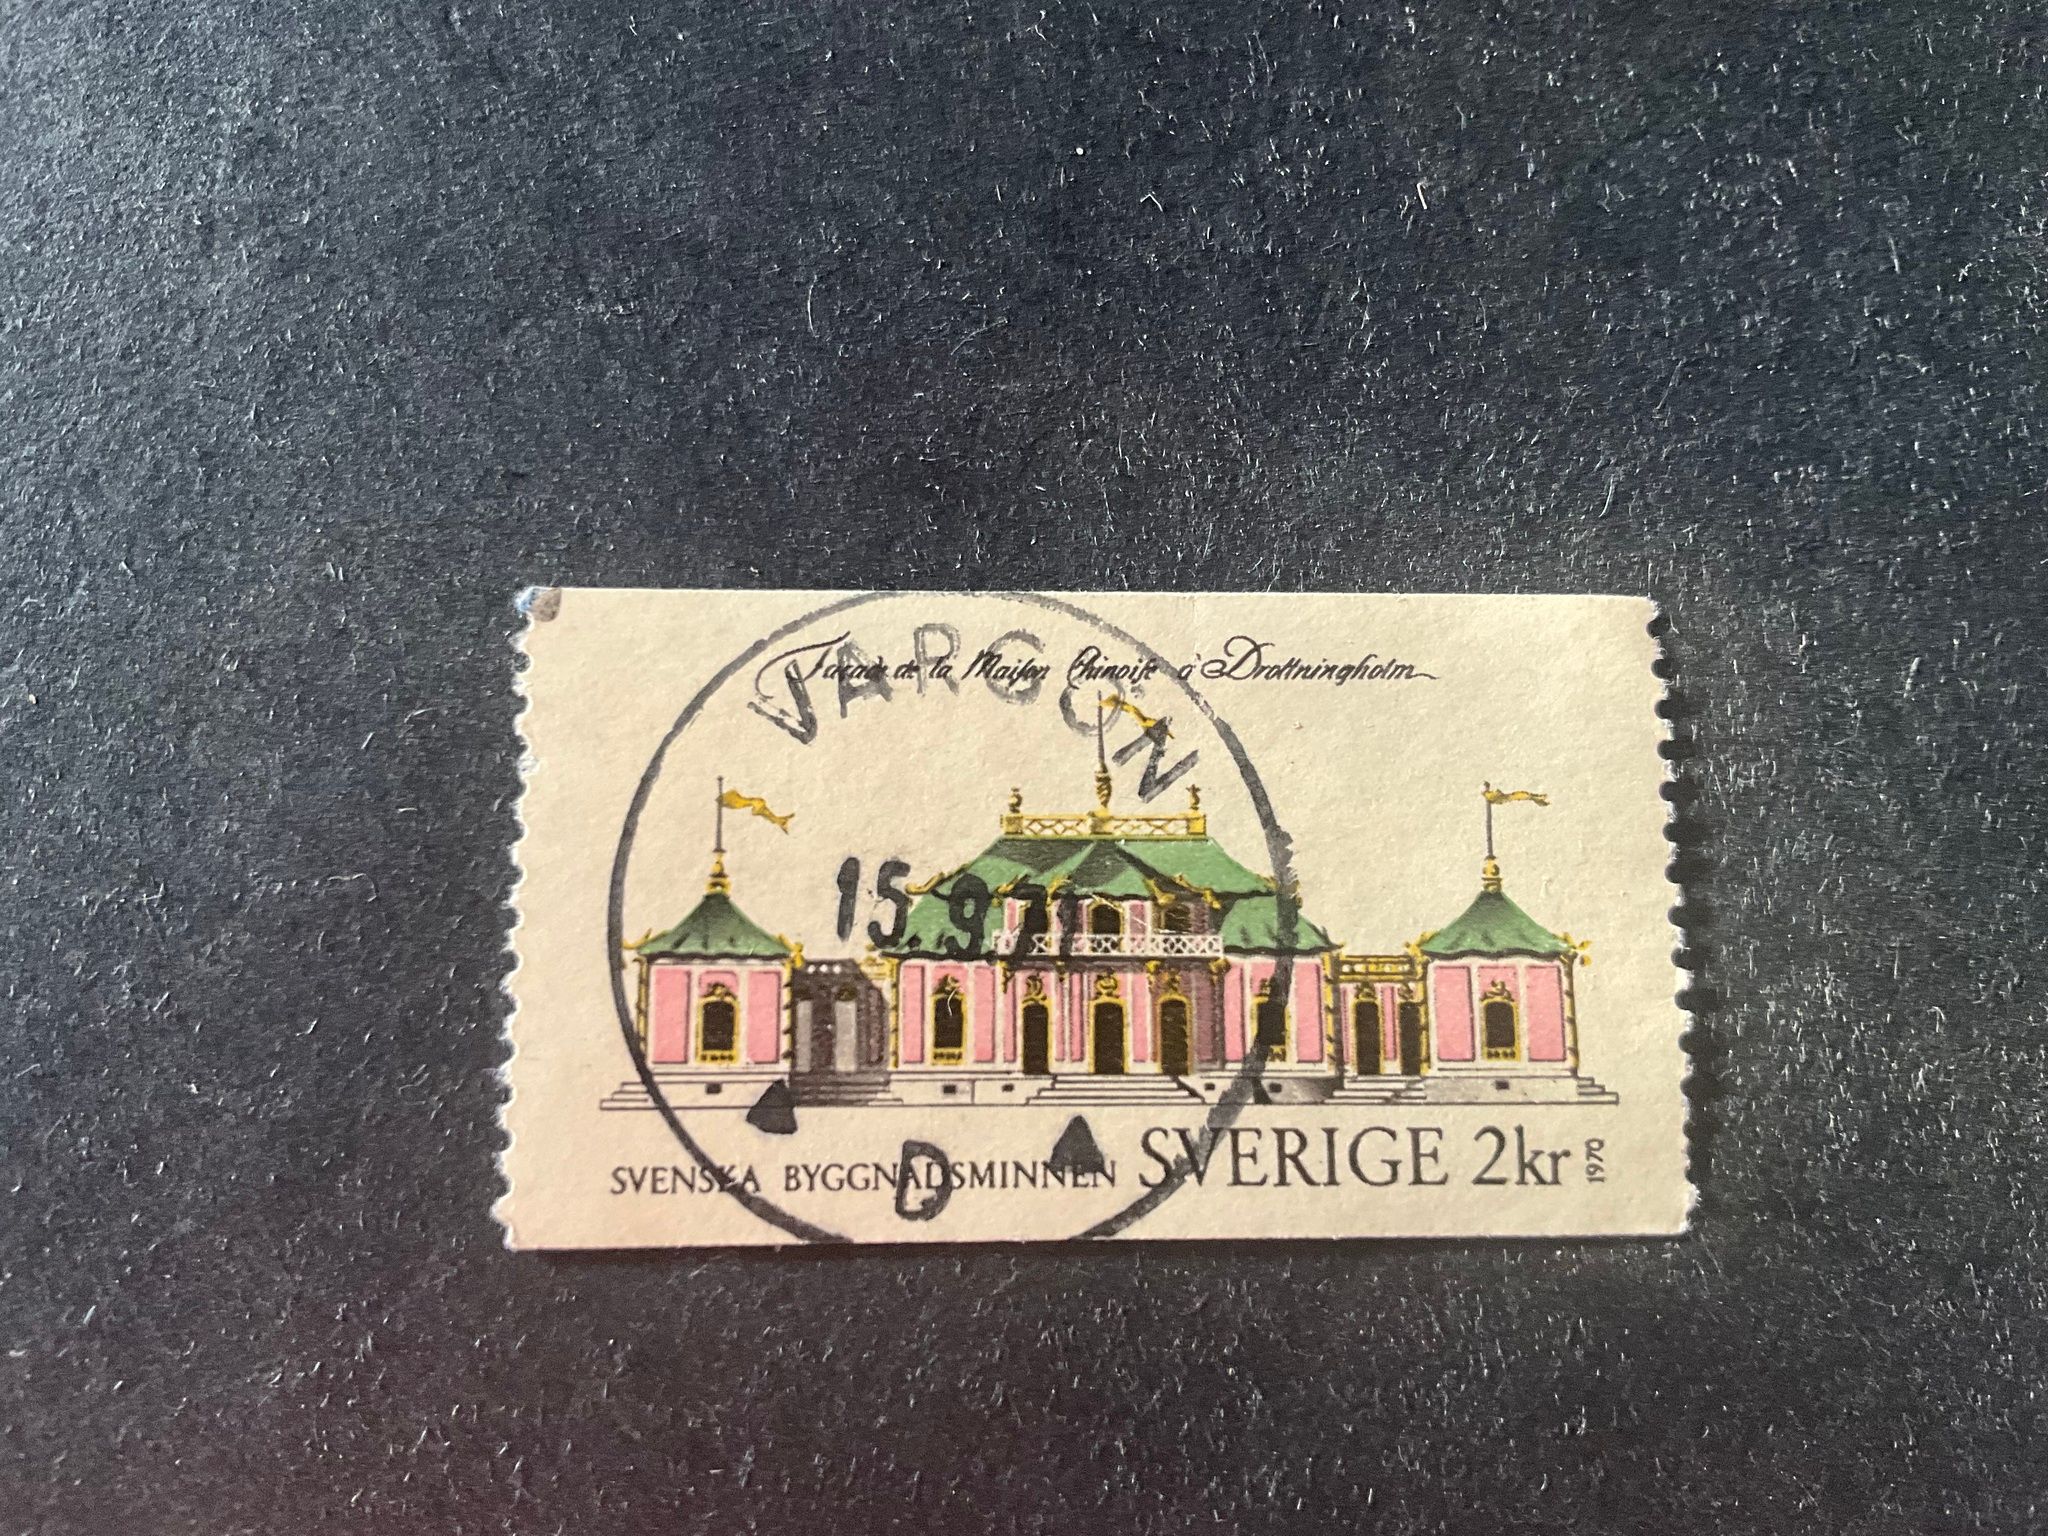 Façade de la Maison Chinoise à Drottningholm
VARGÖN
15.9.71
D
SVENSKA BYGGNADSMINNEN SVERIGE 2kr 1970